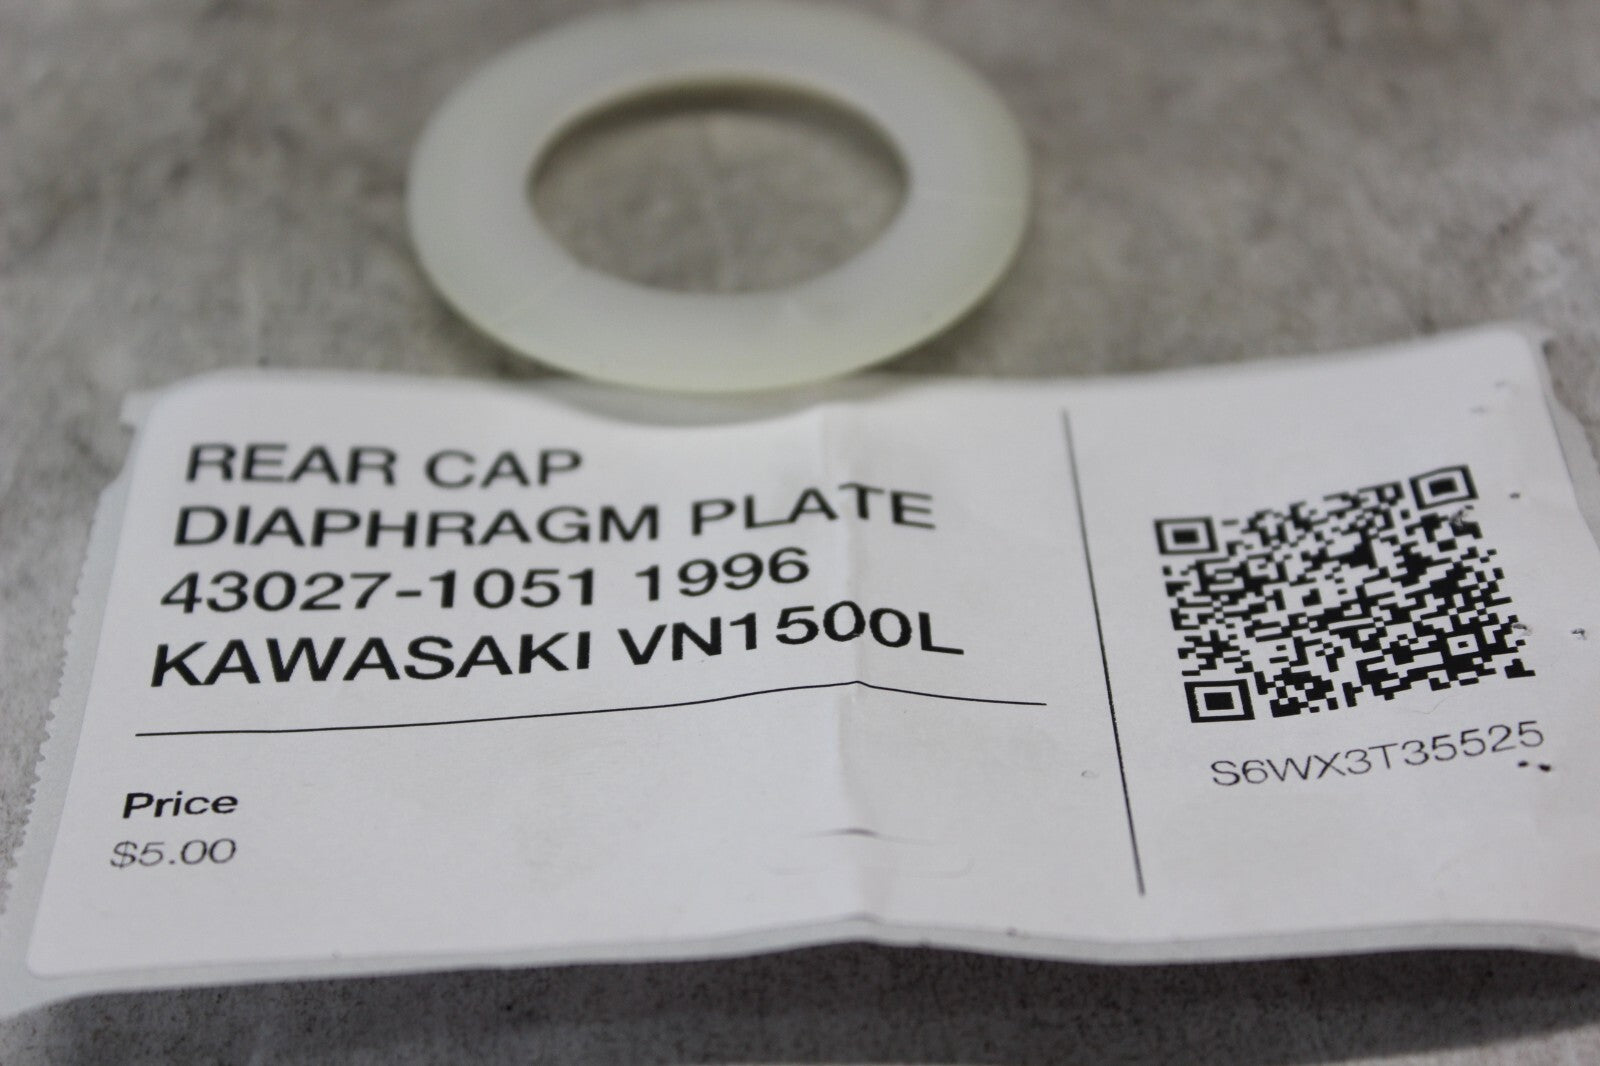 REAR CAP
DIAPHRAGM PLATE
43027-1051 1996
KAWASAKI VN1500L
Price
$5.00
S6WX3T35525